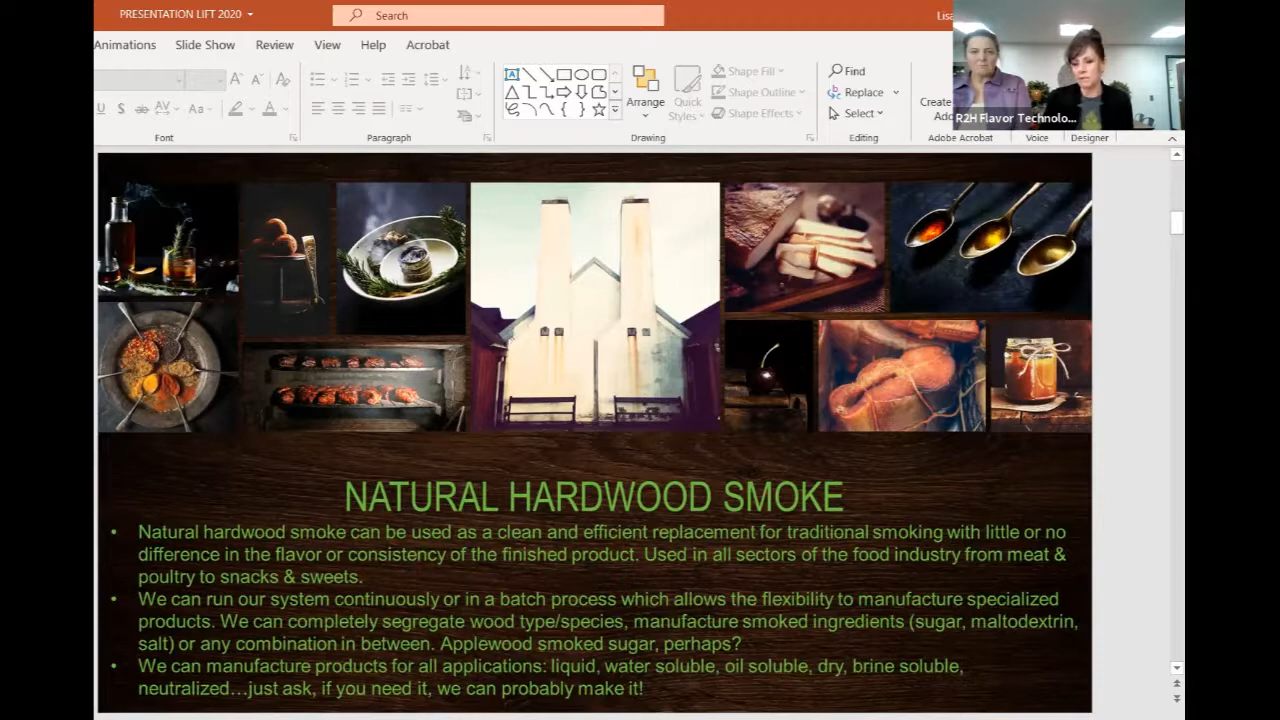 PRESENTATION LIFT 2020
Search
Lisa
Animations Slide Show Review View Help Acrobat
Find
Replace
Select
Shape Fill
Shape Outline
Shape Effects
Arrange
Quick
Styles
Create
R2H Flavor Technolo...
Font Paragraph Drawing Editing Adobe Acrobat Voice Designer
NATURAL HARDWOOD SMOKE
• Natural hardwood smoke can be used as a clean and efficient replacement for traditional smoking with little or no
difference in the flavor or consistency of the finished product. Used in all sectors of the food industry from meat &
poultry to snacks & sweets.
• We can run our system continuously or in a batch process which allows the flexibility to manufacture specialized
products. We can completely segregate wood type/species, manufacture smoked ingredients (sugar, maltodextrin,
salt) or any combination in between. Applewood smoked sugar, perhaps?
• We can manufacture products for all applications: liquid, water soluble, oil soluble, dry, brine soluble,
neutralized…just ask, if you need it, we can probably make it!